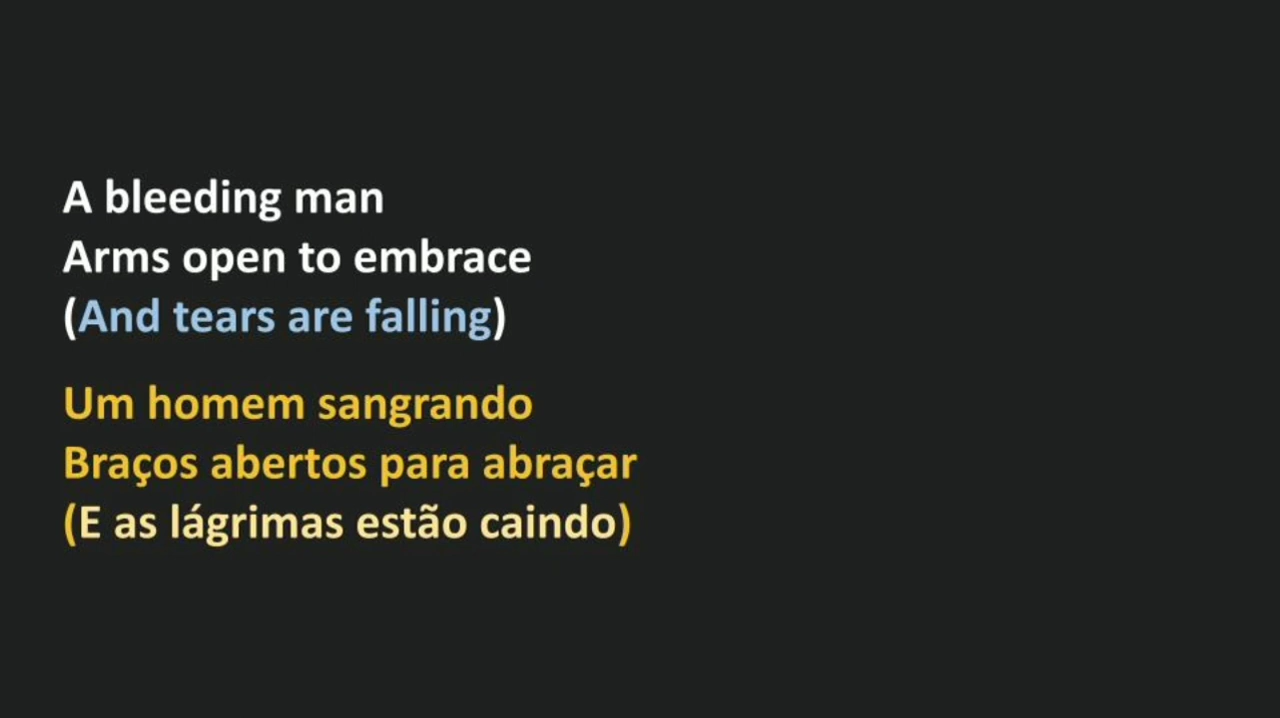 A bleeding man
Arms open to embrace
(And tears are falling)
Um homem sangrando
Braços abertos para abraçar
(E as lágrimas estão caindo)